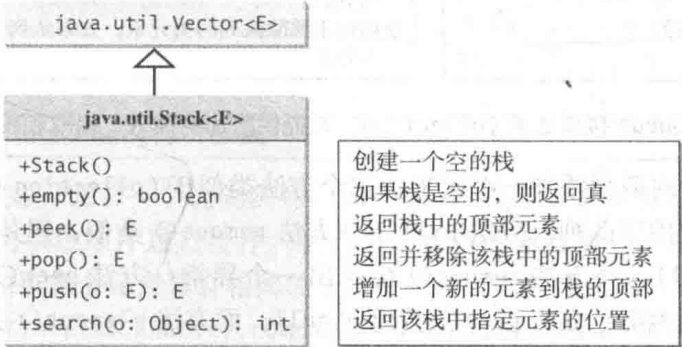 java.util.Vector<E>
java.util.Stack<E>
+Stack()
+empty(): boolean
+peek(): E
+pop(): E
+push(o: E): E
+search(o: Object): int
创建一个空的栈
如果栈是空的，则返回真
返回栈中的顶部元素
返回并移除该栈中的顶部元素
增加一个新的元素到栈的顶部
返回该栈中指定元素的位置